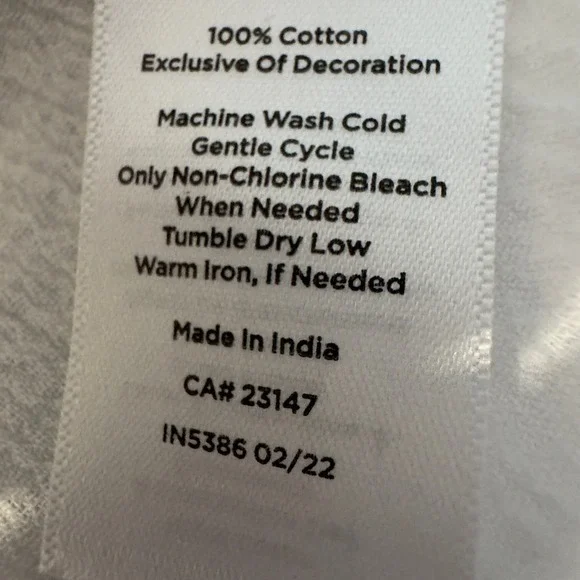 100% Cotton
Exclusive Of Decoration
Machine Wash Cold
Gentle Cycle
Only Non-Chlorine Bleach
When Needed
Tumble Dry Low
Warm Iron, If Needed
Made In India
CA# 23147
IN5386 02/22